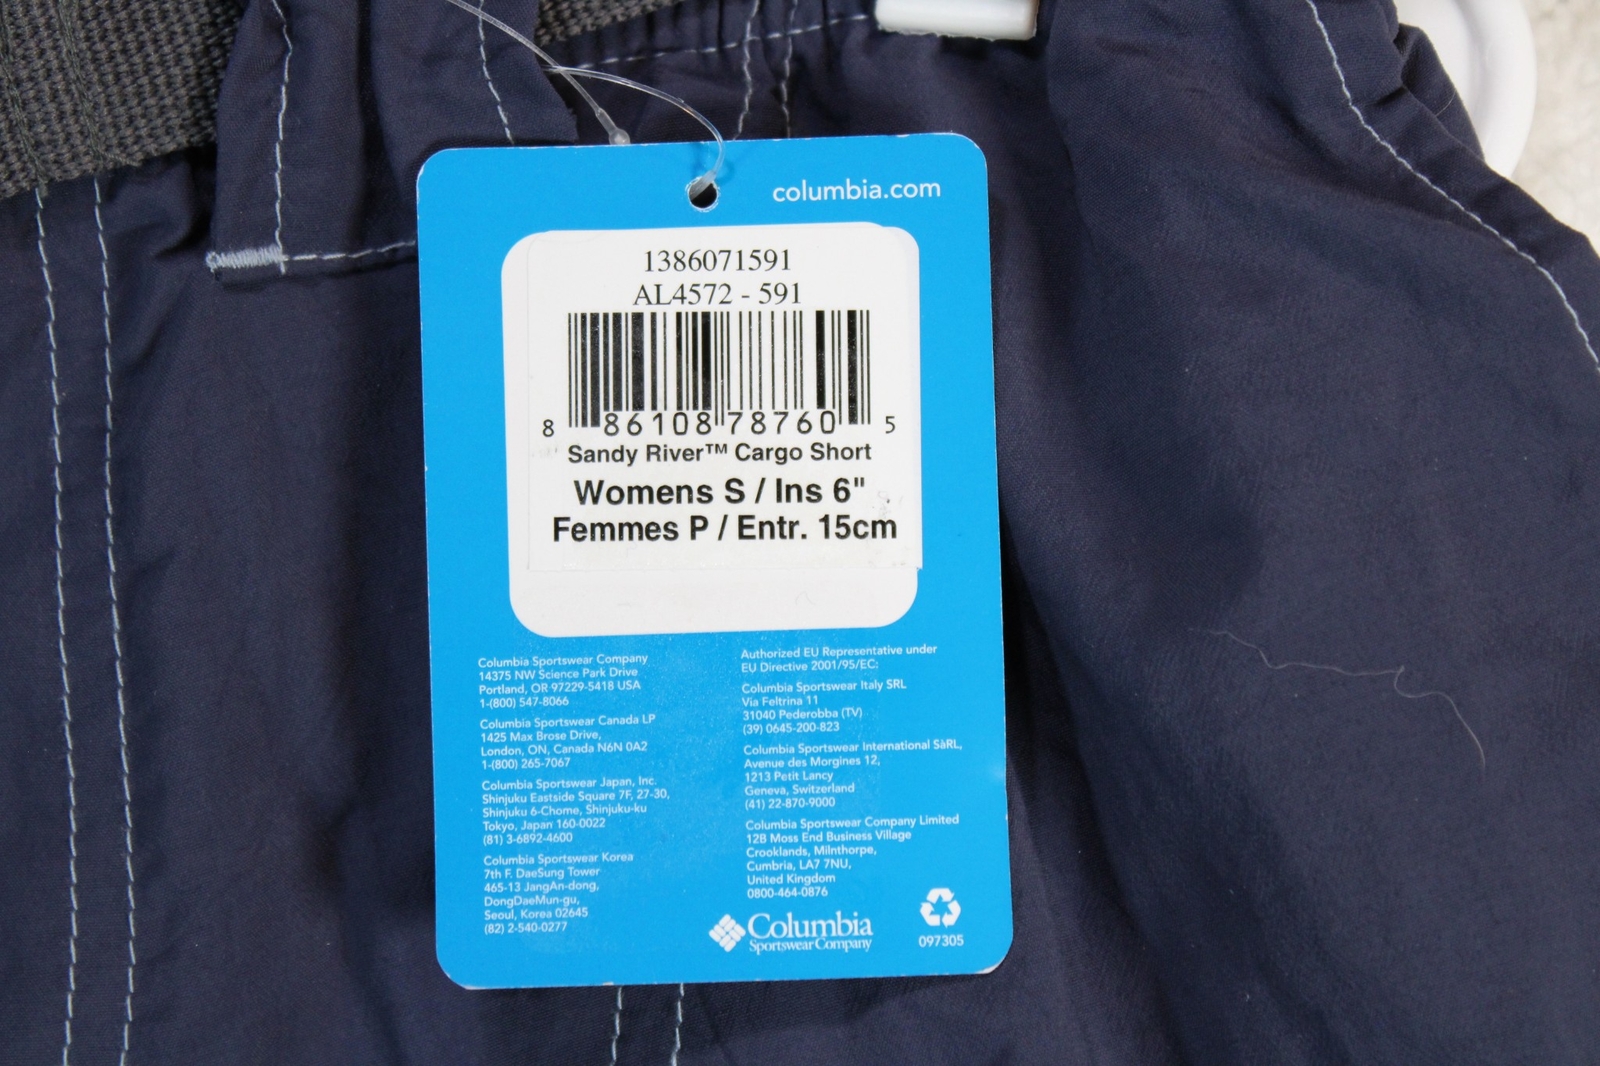 columbia.com
1386071591
AL4572 - 591
8 86108 78760 5
Sandy River™ Cargo Short
Womens S / Ins 6"
Femmes P / Entr. 15cm
Columbia Sportswear Company
14375 NW Science Park Drive
Portland, OR 97229-5418 USA
1-(800) 547-8066
Columbia Sportswear Canada LP
1425 Max Brose Drive,
London, ON, Canada N6N 0A2
1-(800) 265-7067
Columbia Sportswear Japan, Inc.
Shinjuku Eastside Square 7F, 27-30,
Shinjuku 6-Chome, Shinjuku-ku
Tokyo, Japan 160-0022
(81) 3-6892-4600
Columbia Sportswear Korea
7th F. DaeSung Tower
465-13 JangAn-dong,
DongDaeMun-gu,
Seoul, Korea 02645
(82) 2-540-0277
Authorized EU Representative under
EU Directive 2001/95/EC:
Columbia Sportswear Italy SRL
Via Feltrina 11
31040 Pederobba (TV)
(39) 0645-200-823
Columbia Sportswear International SàRL,
Avenue des Morgines 12,
1213 Petit Lancy
Geneva, Switzerland
(41) 22-870-9000
Columbia Sportswear Company Limited
12B Moss End Business Village
Crooklands, Milnthorpe,
Cumbria, LA7 7NU,
United Kingdom
0800-464-0876
Columbia
Sportswear Company
097305